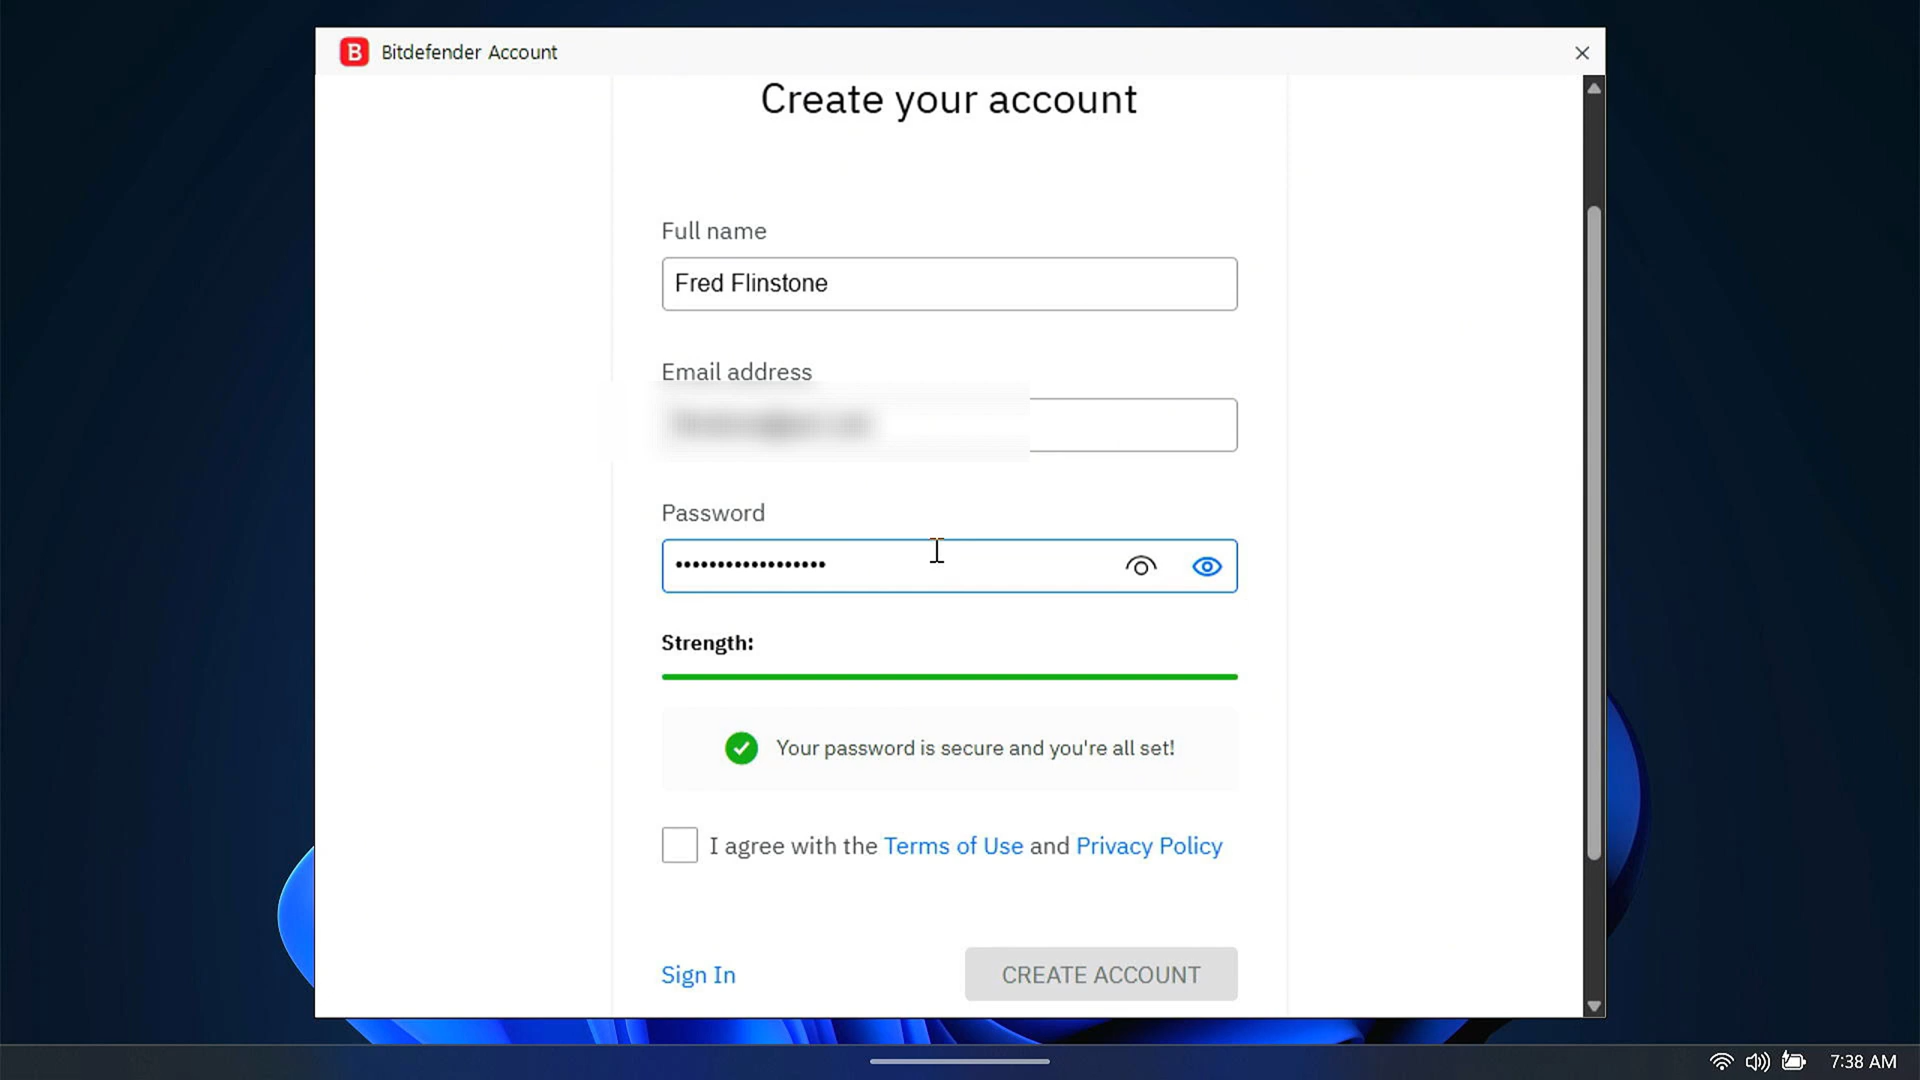 B Bitdefender Account
Create your account
Full name
Fred Flinstone
Email address
Password
••••••••••••••••••
Strength:
Your password is secure and you're all set!
I agree with the Terms of Use and Privacy Policy
Sign In
CREATE ACCOUNT
7:38 AM